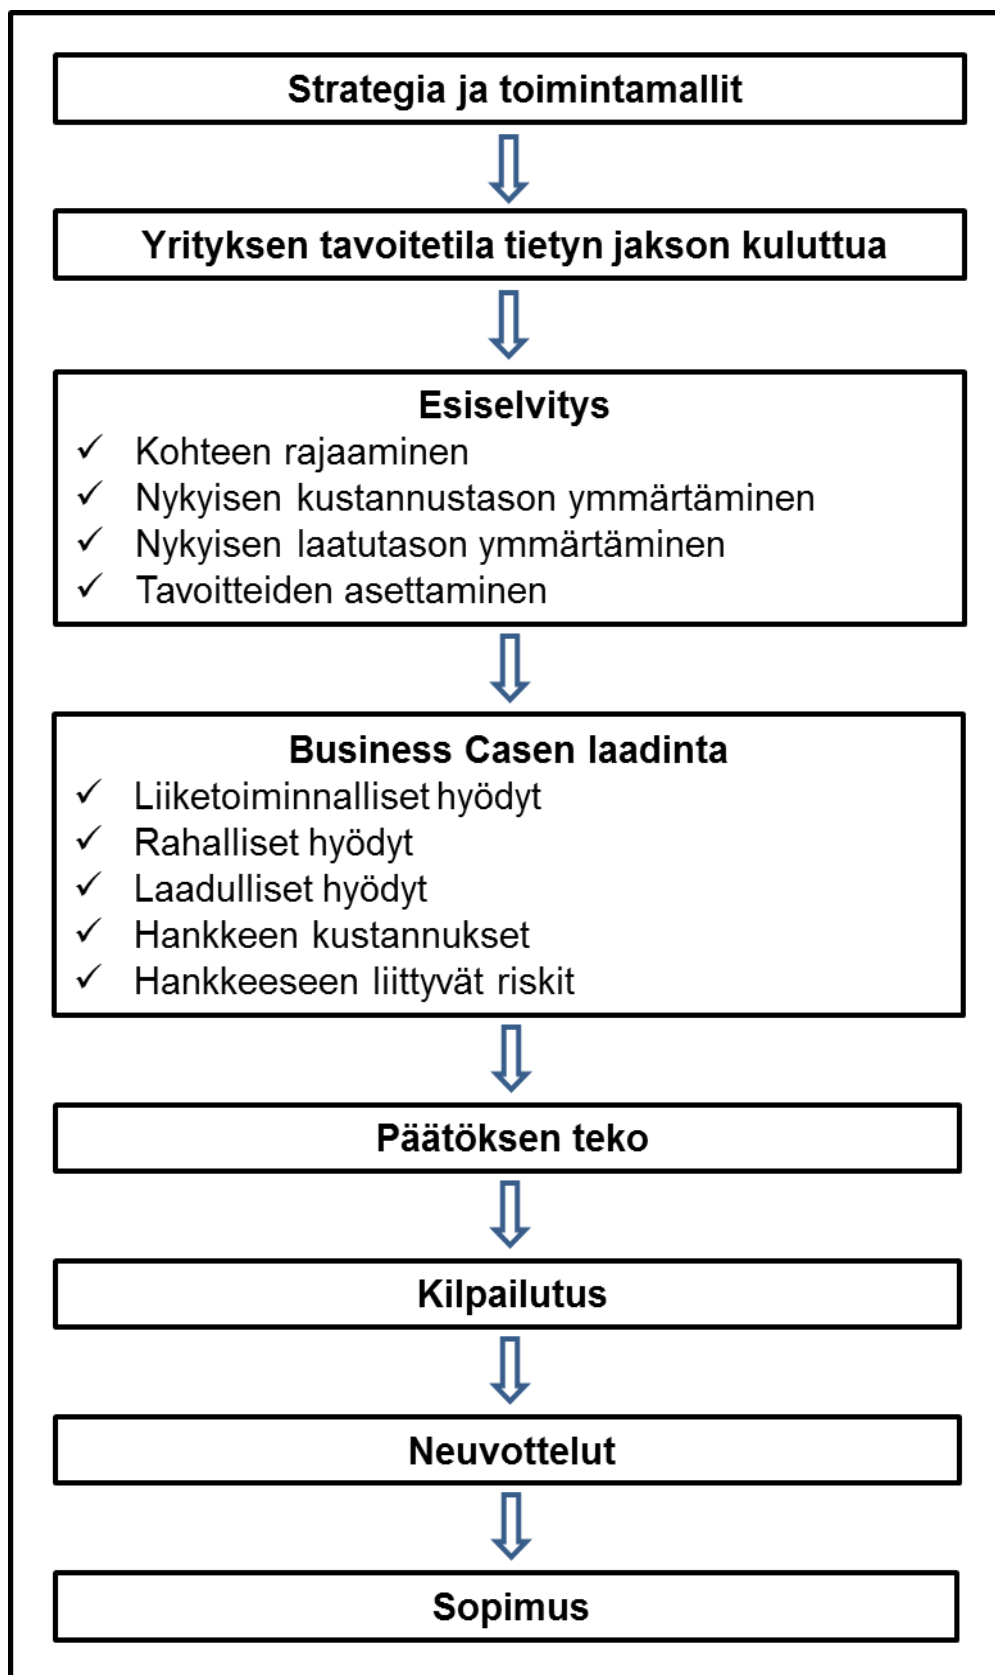 Strategia ja toimintamallit
Yrityksen tavoitetila tietyn jakson kuluttua
Esiselvitys
✓ Kohteen rajaaminen
✓ Nykyisen kustannustason ymmärtäminen
✓ Nykyisen laatutason ymmärtäminen
✓ Tavoitteiden asettaminen
Business Casen laadinta
✓ Liiketoiminnalliset hyödyt
✓ Rahalliset hyödyt
✓ Laadulliset hyödyt
✓ Hankkeen kustannukset
✓ Hankkeeseen liittyvät riskit
Päätöksen teko
Kilpailutus
Neuvottelut
Sopimus